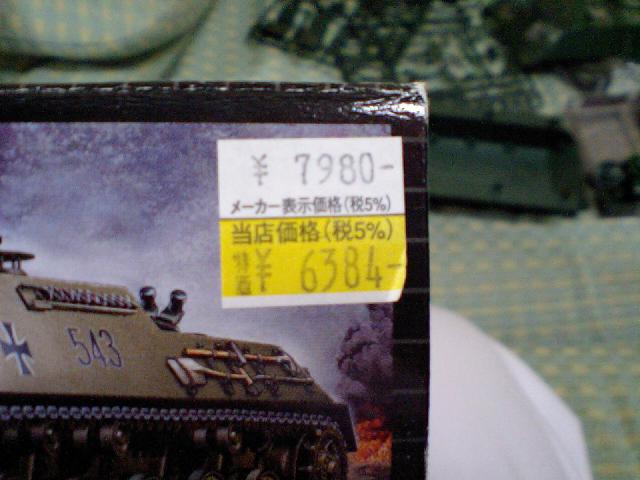 ¥ 7980-
メーカー表示価格(税5%)
当店価格(税5%)
特価 ¥ 6384-
543